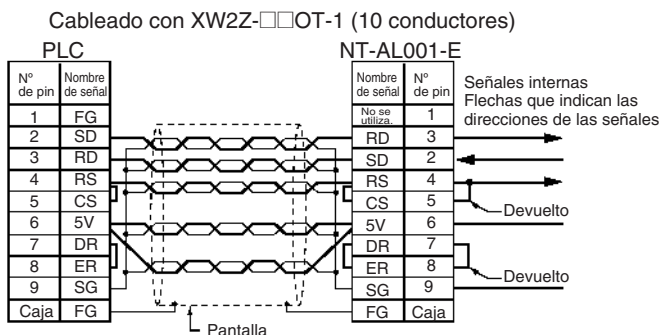 Cableado con XW2Z-□□OT-1 (10 conductores)
PLC
NT-AL001-E
Nº de pin
Nombre de señal
Nombre de señal
Nº de pin
Señales internas
Flechas que indican las
direcciones de las señales
1 FG No se utiliza. 1
2 SD RD 3
3 RD SD 2
4 RS RS 4
5 CS CS 5
Devuelto
6 5V 5V 6
7 DR DR 7
8 ER ER 8
Devuelto
9 SG SG 9
Caja FG FG Caja
Pantalla